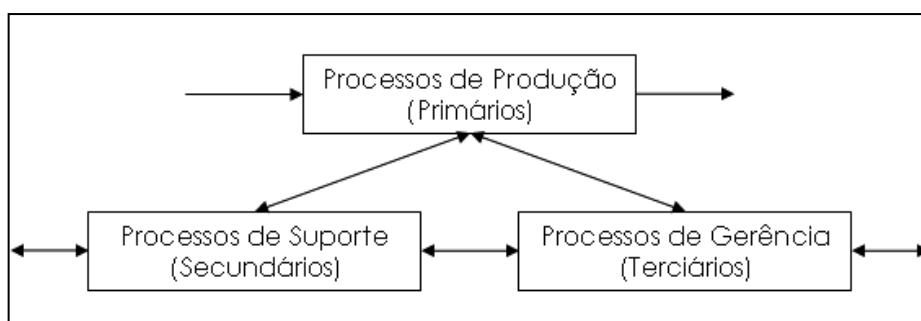 Processos de Produção
(Primários)
Processos de Suporte
(Secundários)
Processos de Gerência
(Terciários)